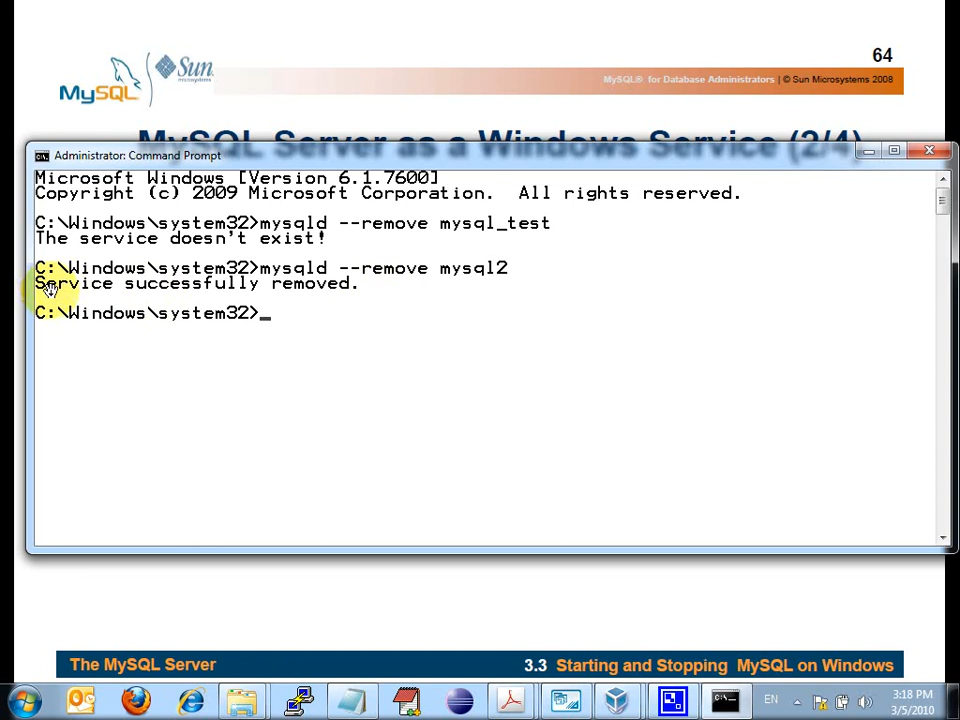 64
MySQL
Sun
microsystems
MySQL® for Database Administrators | © Sun Microsystems 2008
MySQL Server as a Windows Service (2/4)
Administrator: Command Prompt
Microsoft Windows [Version 6.1.7600]
Copyright (c) 2009 Microsoft Corporation.  All rights reserved.
C:\Windows\system32>mysqld --remove mysql_test
The service doesn't exist!
C:\Windows\system32>mysqld --remove mysql2
Service successfully removed.
C:\Windows\system32>_
The MySQL Server
3.3 Starting and Stopping MySQL on Windows
EN
3:18 PM
3/5/2010